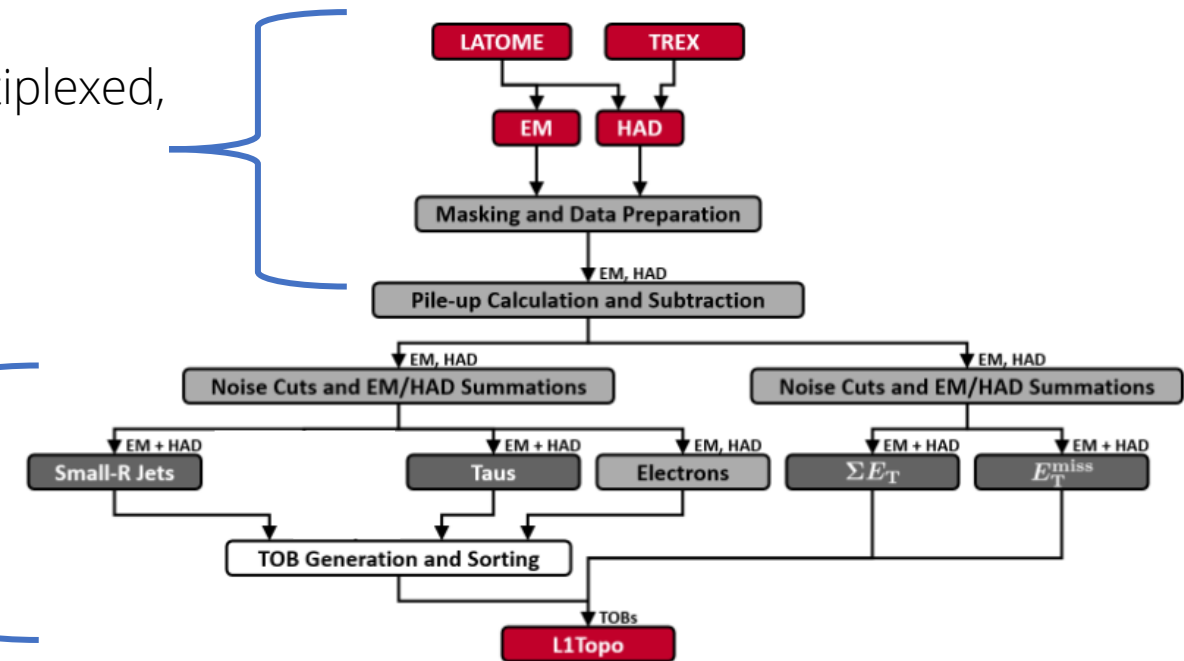 LATOME TREX
tiplexed,
EM HAD
Masking and Data Preparation
EM, HAD
Pile-up Calculation and Subtraction
EM, HAD EM, HAD
Noise Cuts and EM/HAD Summations Noise Cuts and EM/HAD Summations
EM + HAD EM + HAD EM, HAD EM + HAD EM + HAD
Small-R Jets Taus Electrons ΣE_T E_T^miss
TOB Generation and Sorting
TOBs
L1Topo